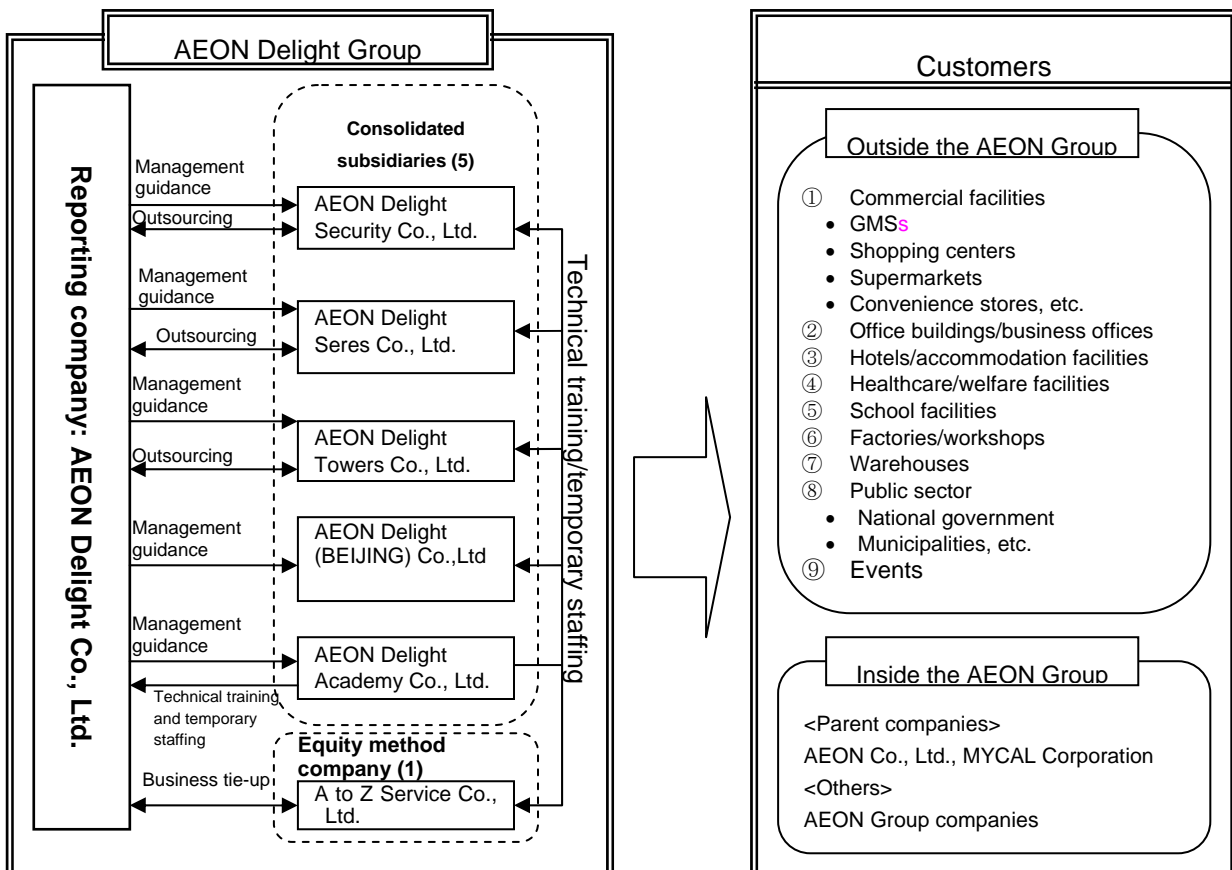 AEON Delight Group
Reporting company: AEON Delight Co., Ltd.
Consolidated
subsidiaries (5)
Management
guidance
Outsourcing
AEON Delight
Security Co., Ltd.
Management
guidance
Outsourcing
AEON Delight
Seres Co., Ltd.
Management
guidance
Outsourcing
AEON Delight
Towers Co., Ltd.
Management
guidance
AEON Delight
(BEIJING) Co.,Ltd
Management
guidance
AEON Delight
Academy Co., Ltd.
Technical training
and temporary
staffing
Technical training/temporary staffing
Equity method
company (1)
Business tie-up
A to Z Service Co.,
Ltd.
Customers
Outside the AEON Group
① Commercial facilities
• GMSs
• Shopping centers
• Supermarkets
• Convenience stores, etc.
② Office buildings/business offices
③ Hotels/accommodation facilities
④ Healthcare/welfare facilities
⑤ School facilities
⑥ Factories/workshops
⑦ Warehouses
⑧ Public sector
• National government
• Municipalities, etc.
⑨ Events
Inside the AEON Group
<Parent companies>
AEON Co., Ltd., MYCAL Corporation
<Others>
AEON Group companies